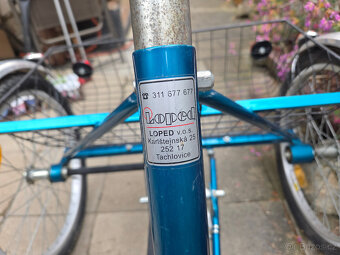 ☎ 311 677 677
Loped
LOPED v.o.s.
Karlštejnská 25
252 17
Tachlovice